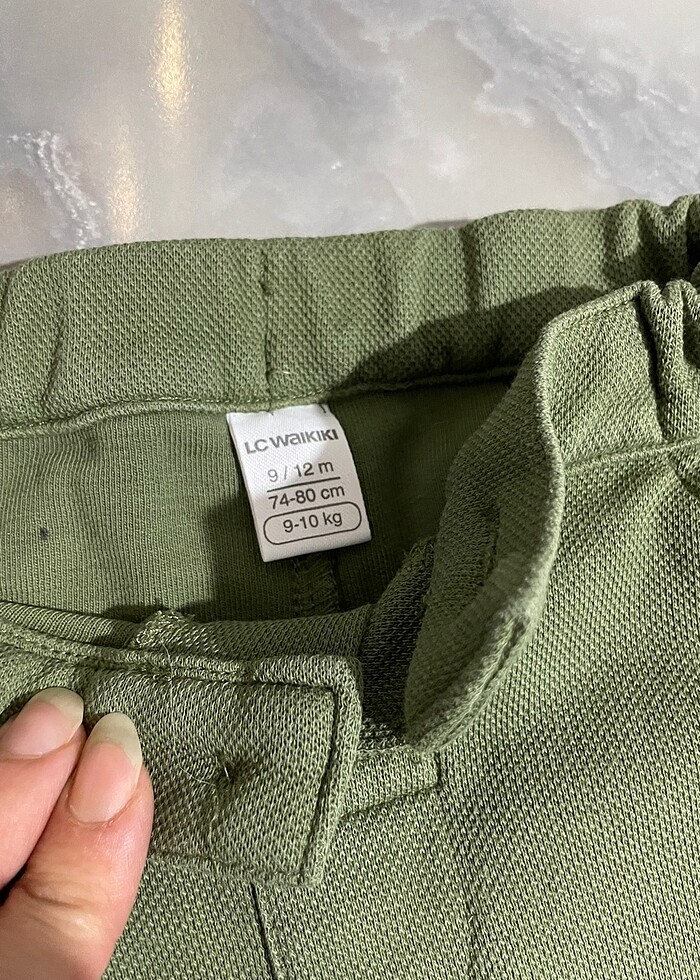 LC WAIKIKI
9 / 12 m
74-80 cm
9-10 kg